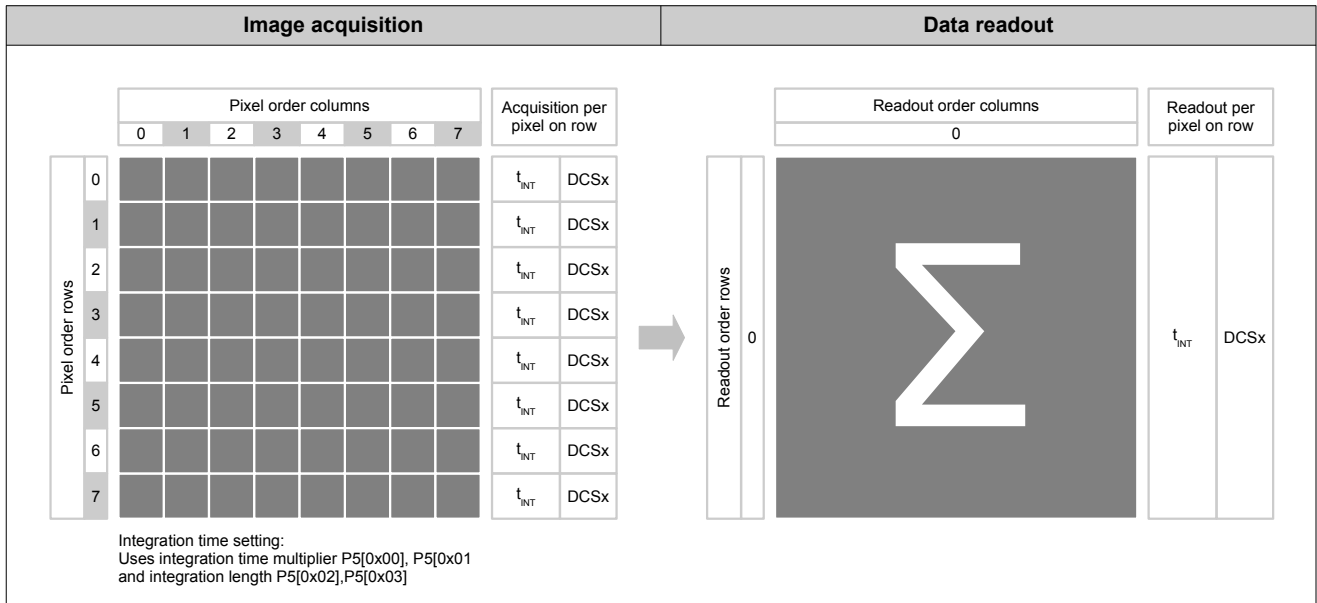 Image acquisition
Data readout
Pixel order columns
0 1 2 3 4 5 6 7
Acquisition per
pixel on row
Pixel order rows
0 t_INT DCSx
1 t_INT DCSx
2 t_INT DCSx
3 t_INT DCSx
4 t_INT DCSx
5 t_INT DCSx
6 t_INT DCSx
7 t_INT DCSx
Integration time setting:
Uses integration time multiplier P5[0x00], P5[0x01
and integration length P5[0x02],P5[0x03]
Readout order columns
0
Readout per
pixel on row
Readout order rows
0 Σ t_INT DCSx